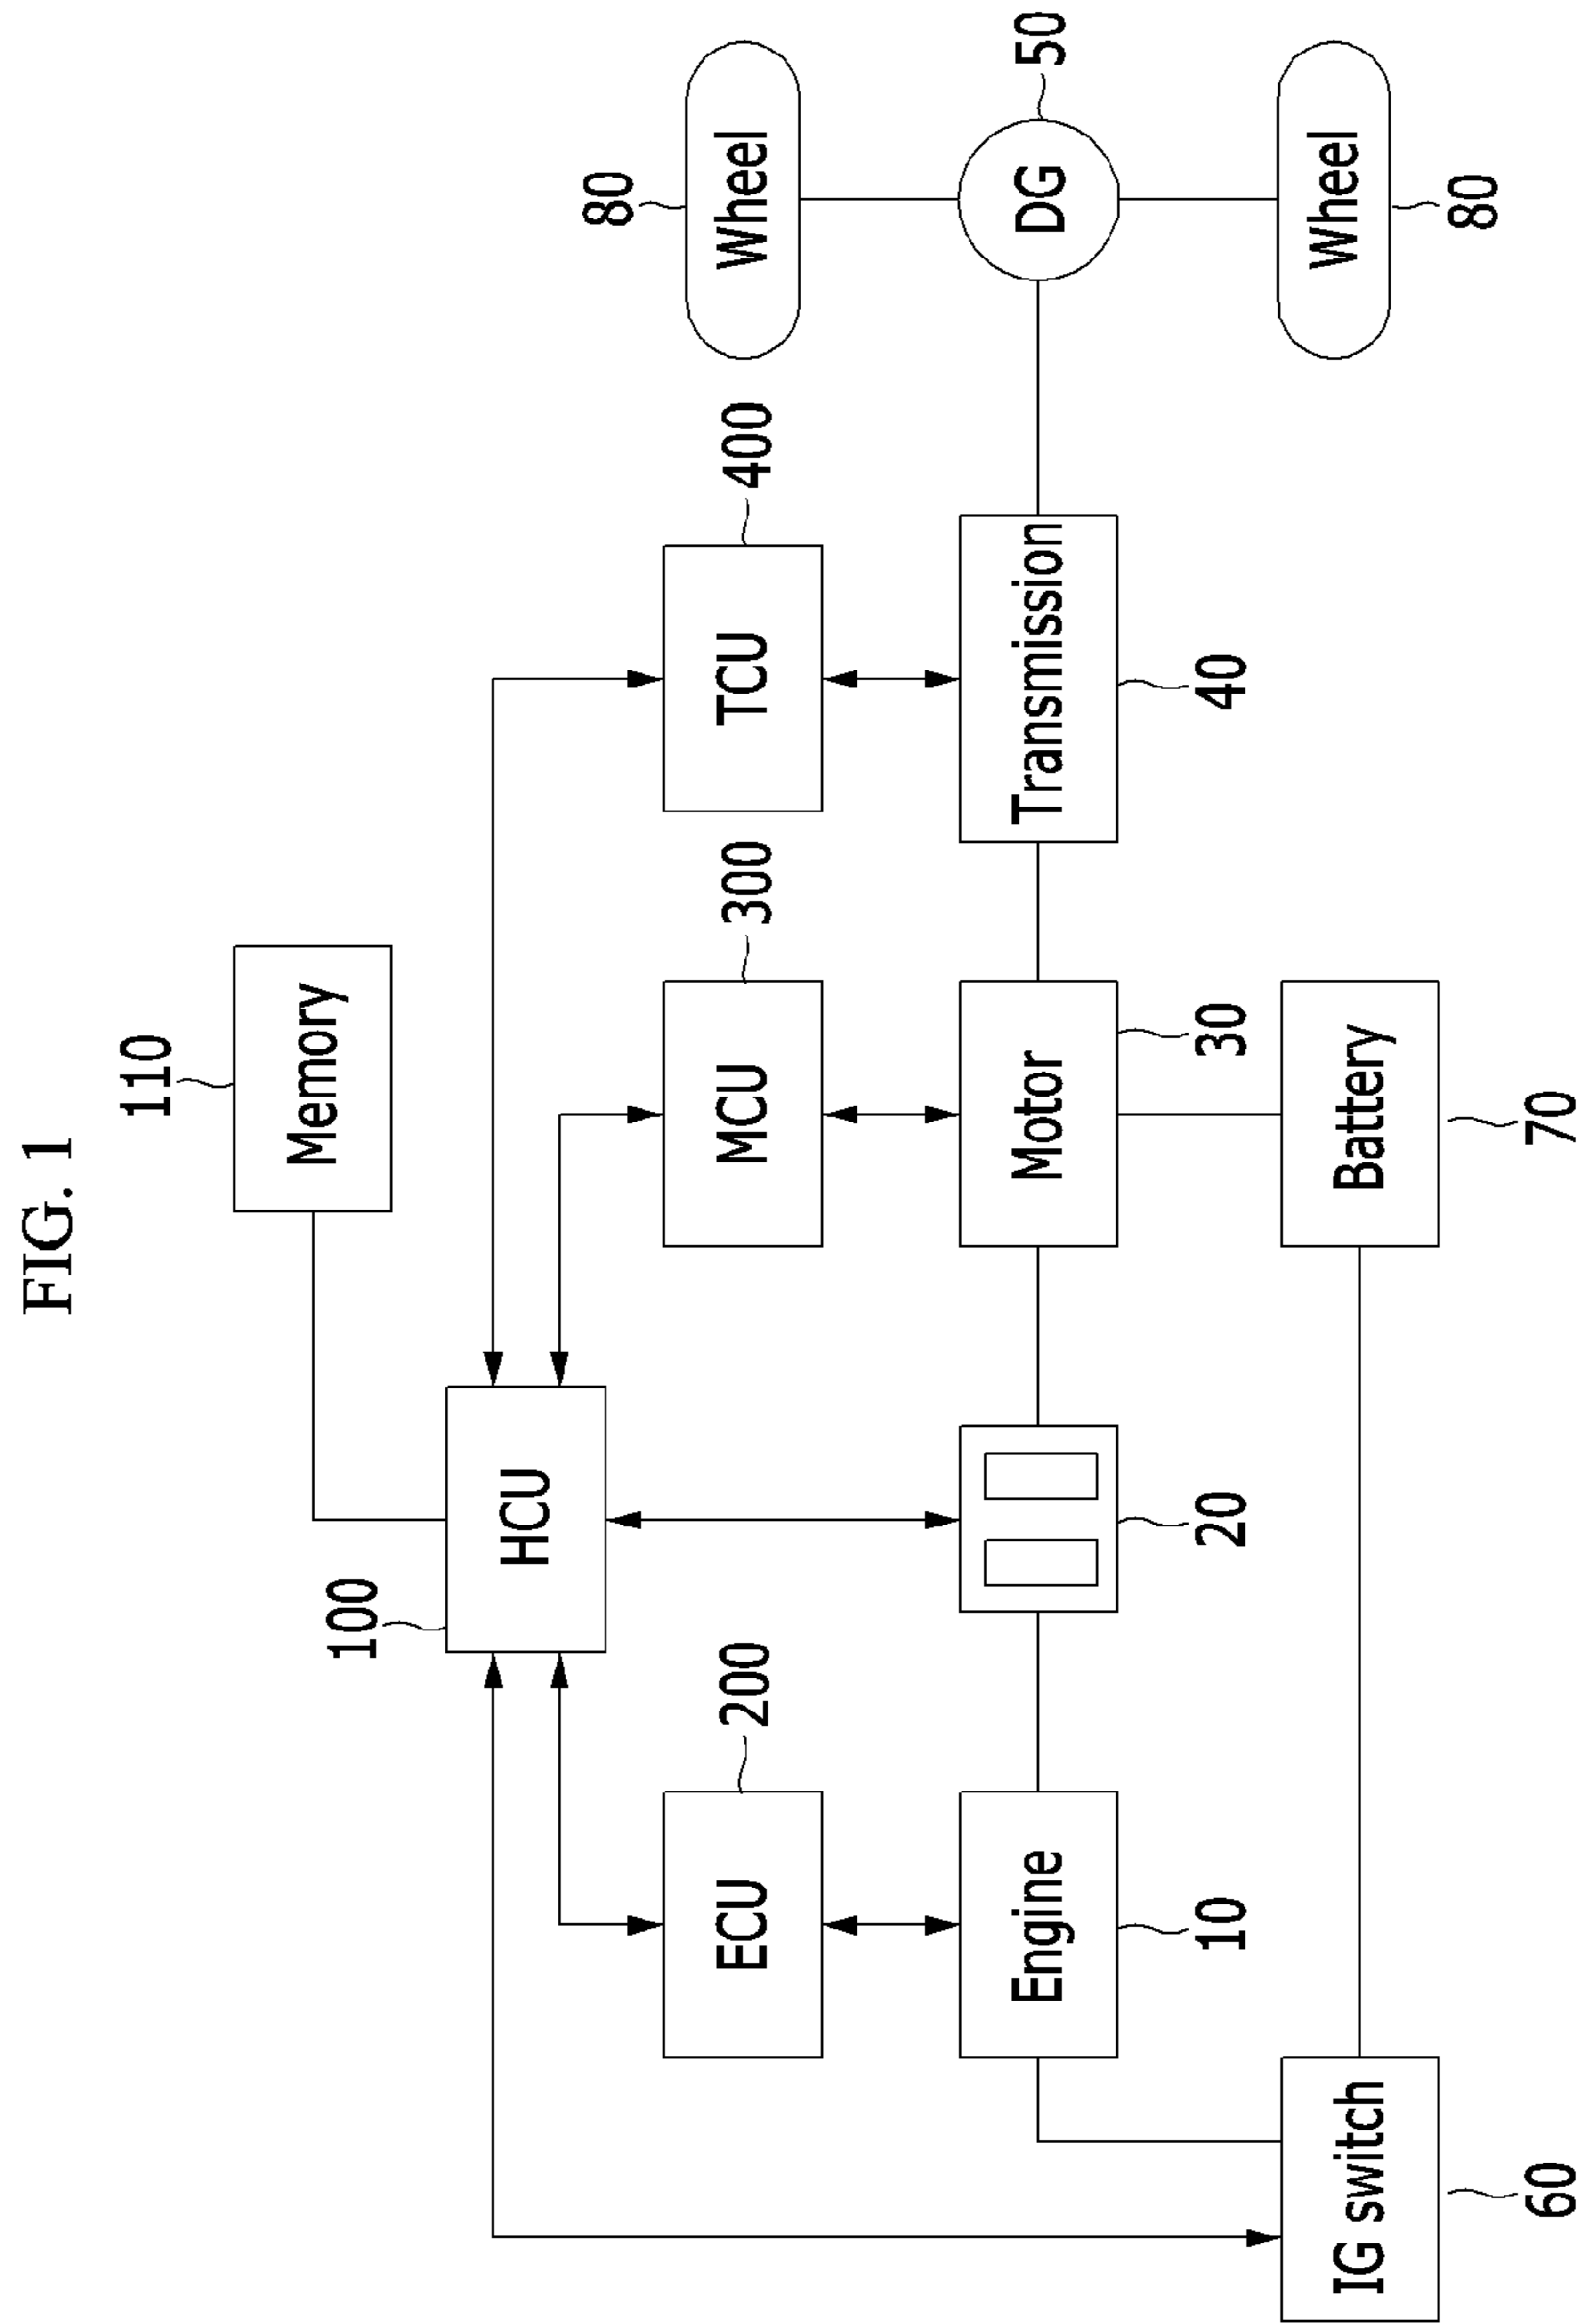 FIG. 1
110
Memory
100
HCU
200
300
400
80
ECU
MCU
TCU
Wheel
Engine
Motor
Transmission
DG
50
10
20
30
40
IG switch
Battery
Wheel
60
70
80